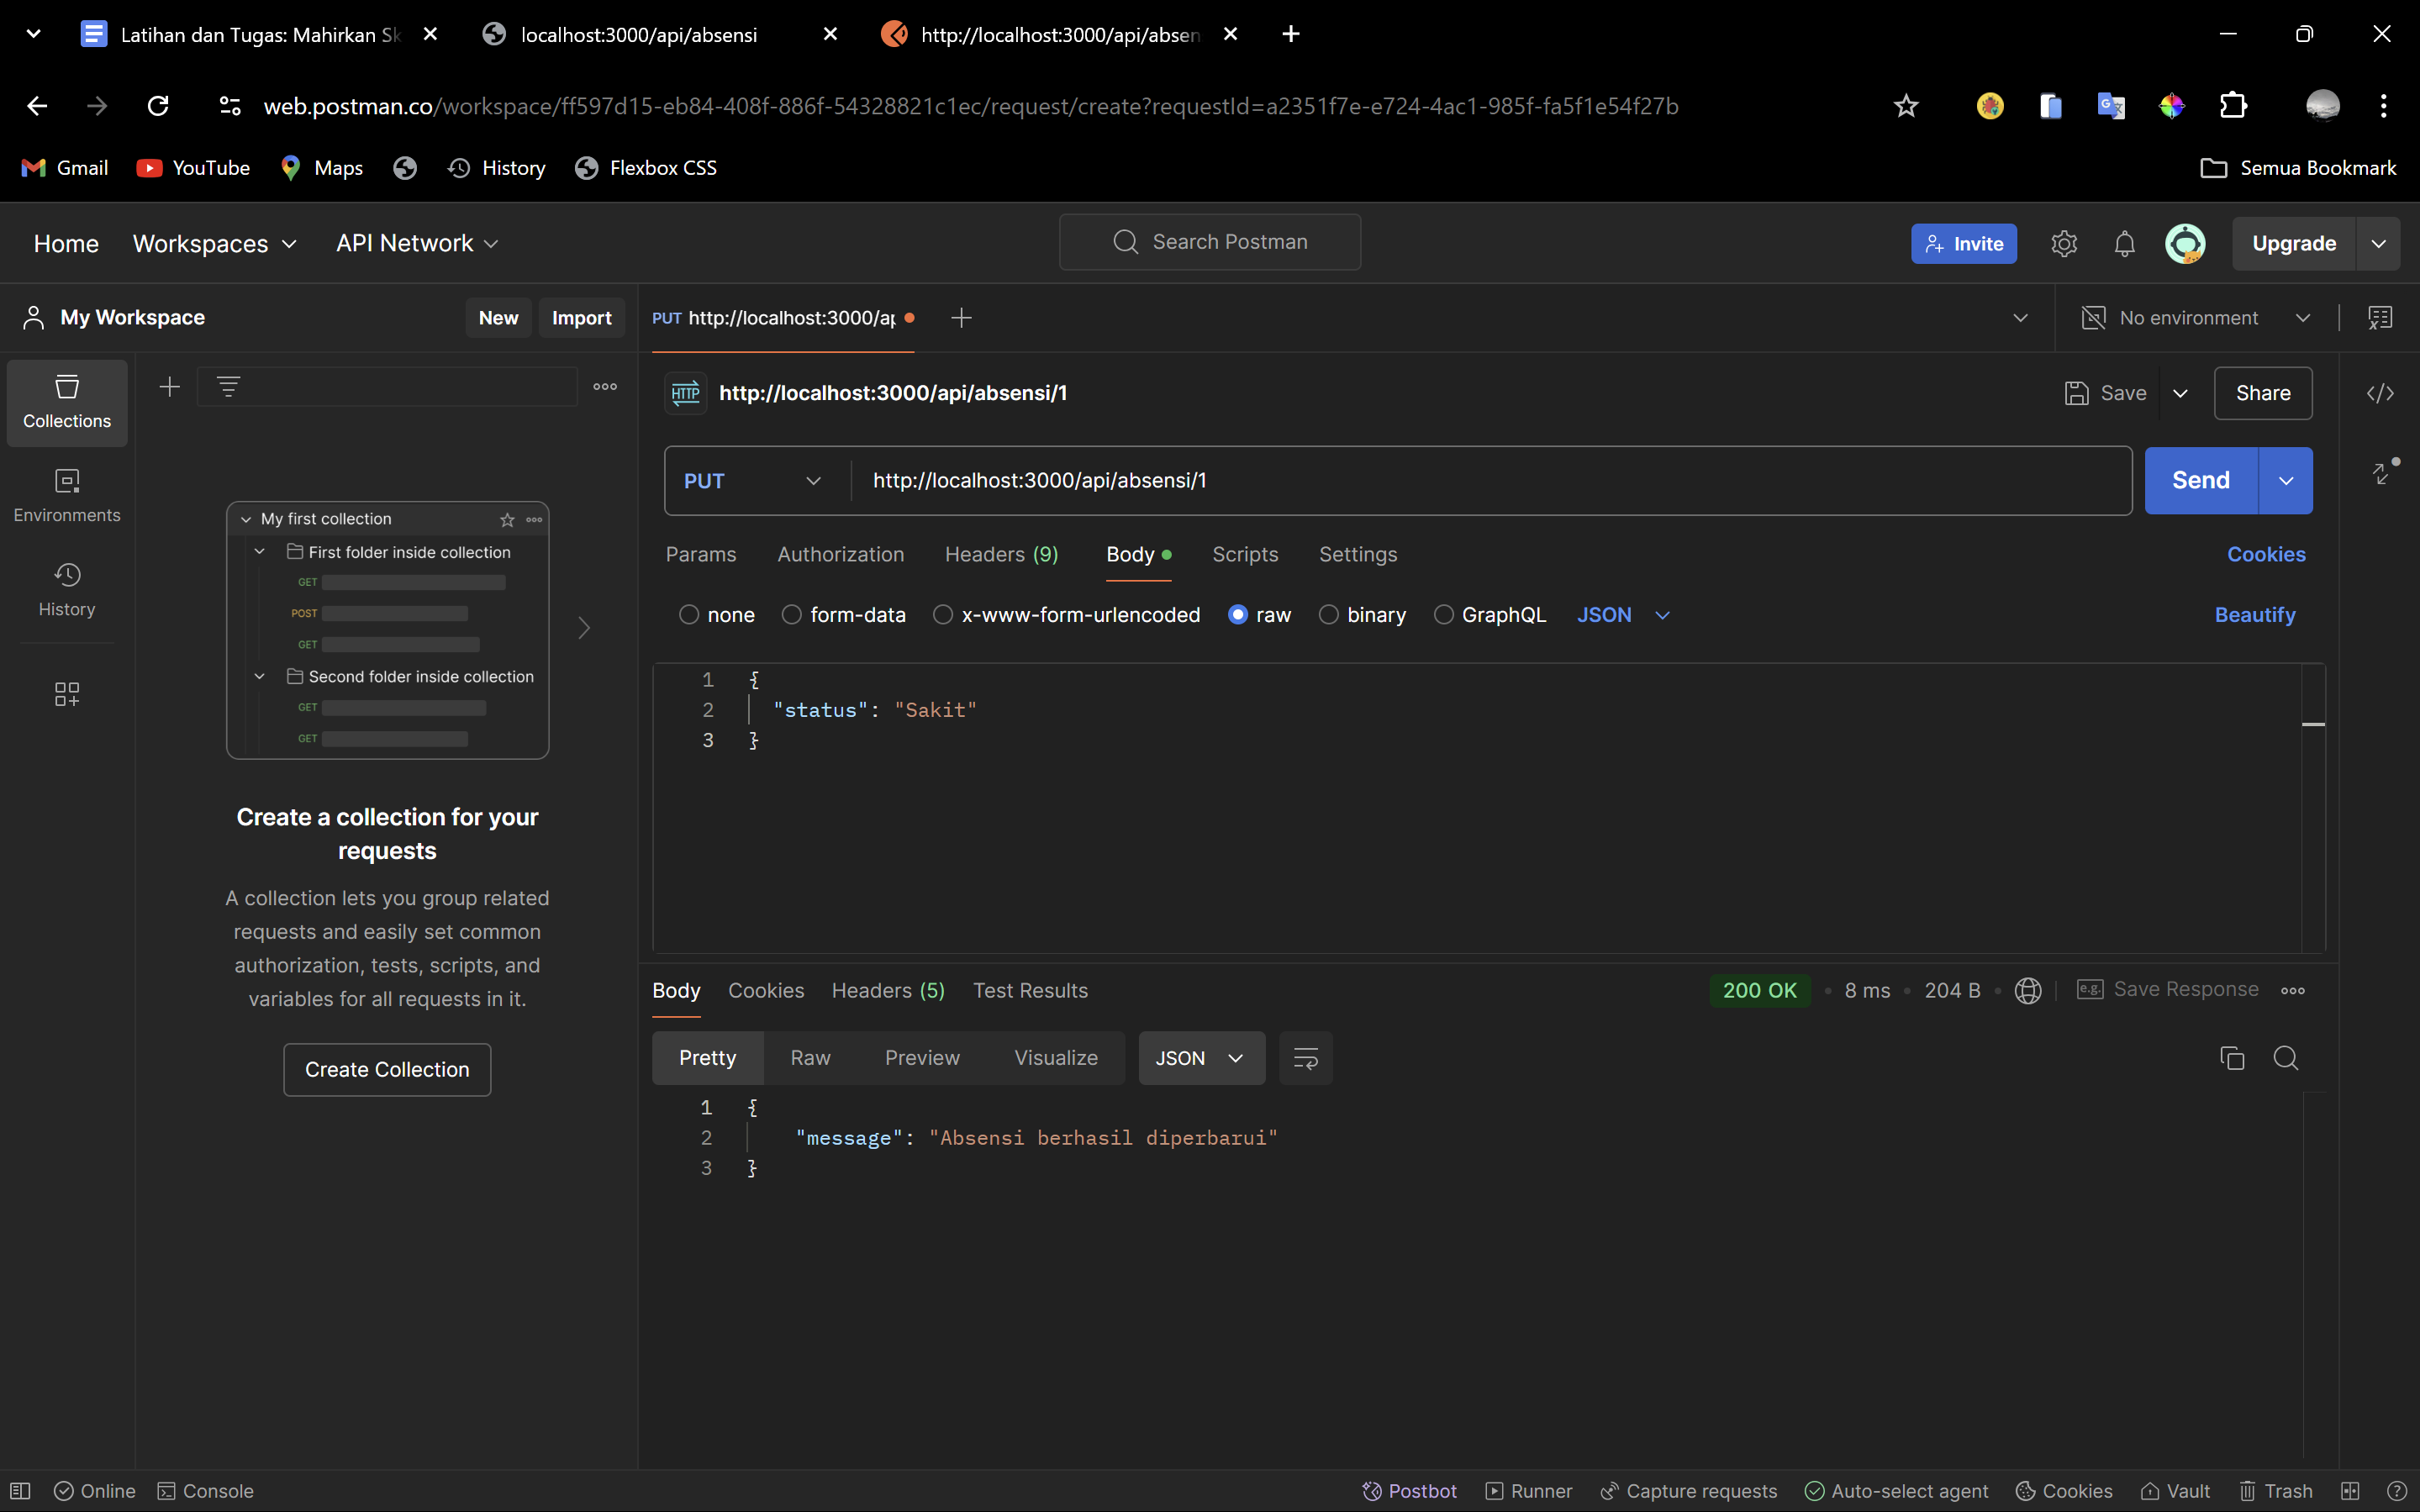 Latihan dan Tugas: Mahirkan Sk
localhost:3000/api/absensi
http://localhost:3000/api/absen
web.postman.co/workspace/ff597d15-eb84-408f-886f-54328821c1ec/request/create?requestId=a2351f7e-e724-4ac1-985f-fa5f1e54f27b
Gmail
YouTube
Maps
History
Flexbox CSS
Semua Bookmark
Home
Workspaces
API Network
Search Postman
Invite
Upgrade
My Workspace
New
Import
PUT http://localhost:3000/ap
No environment
Collections
Environments
History
My first collection
First folder inside collection
GET
POST
GET
Second folder inside collection
GET
GET
Create a collection for your
requests
A collection lets you group related
requests and easily set common
authorization, tests, scripts, and
variables for all requests in it.
Create Collection
HTTP
http://localhost:3000/api/absensi/1
Save
Share
PUT
http://localhost:3000/api/absensi/1
Send
Params
Authorization
Headers (9)
Body
Scripts
Settings
Cookies
none
form-data
x-www-form-urlencoded
raw
binary
GraphQL
JSON
Beautify
1 {
2 "status": "Sakit"
3 }
Body
Cookies
Headers (5)
Test Results
200 OK
8 ms
204 B
e.g. Save Response
Pretty
Raw
Preview
Visualize
JSON
1 {
2 "message": "Absensi berhasil diperbarui"
3 }
Online
Console
Postbot
Runner
Capture requests
Auto-select agent
Cookies
Vault
Trash